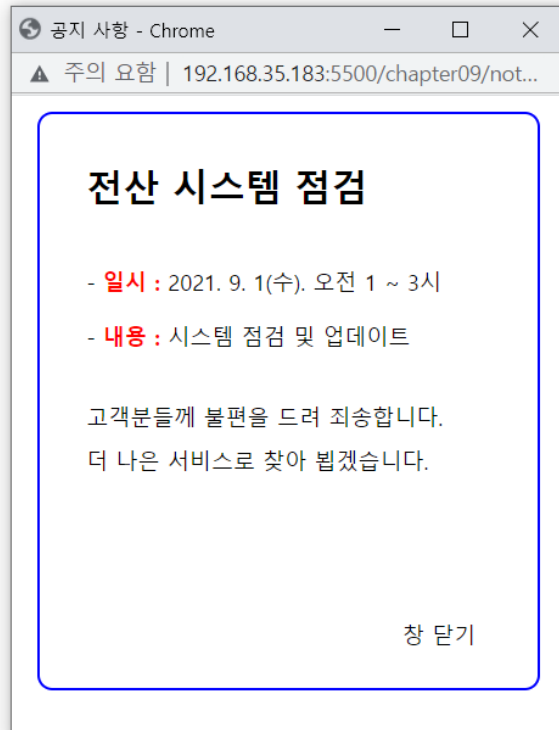 공지 사항 - Chrome
주의 요함 | 192.168.35.183:5500/chapter09/not...
전산 시스템 점검
- 일시 : 2021. 9. 1(수). 오전 1 ~ 3시
- 내용 : 시스템 점검 및 업데이트
고객분들께 불편을 드려 죄송합니다.
더 나은 서비스로 찾아 뵙겠습니다.
창 닫기